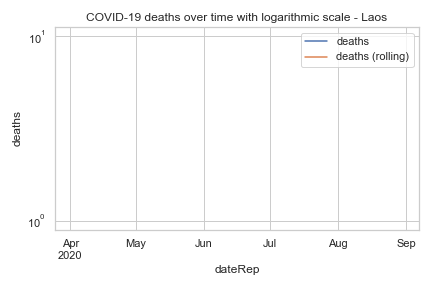 COVID-19 deaths over time with logarithmic scale - Laos
10¹
deaths
deaths (rolling)
deaths
10⁰
Apr May Jun Jul Aug Sep
2020
dateRep